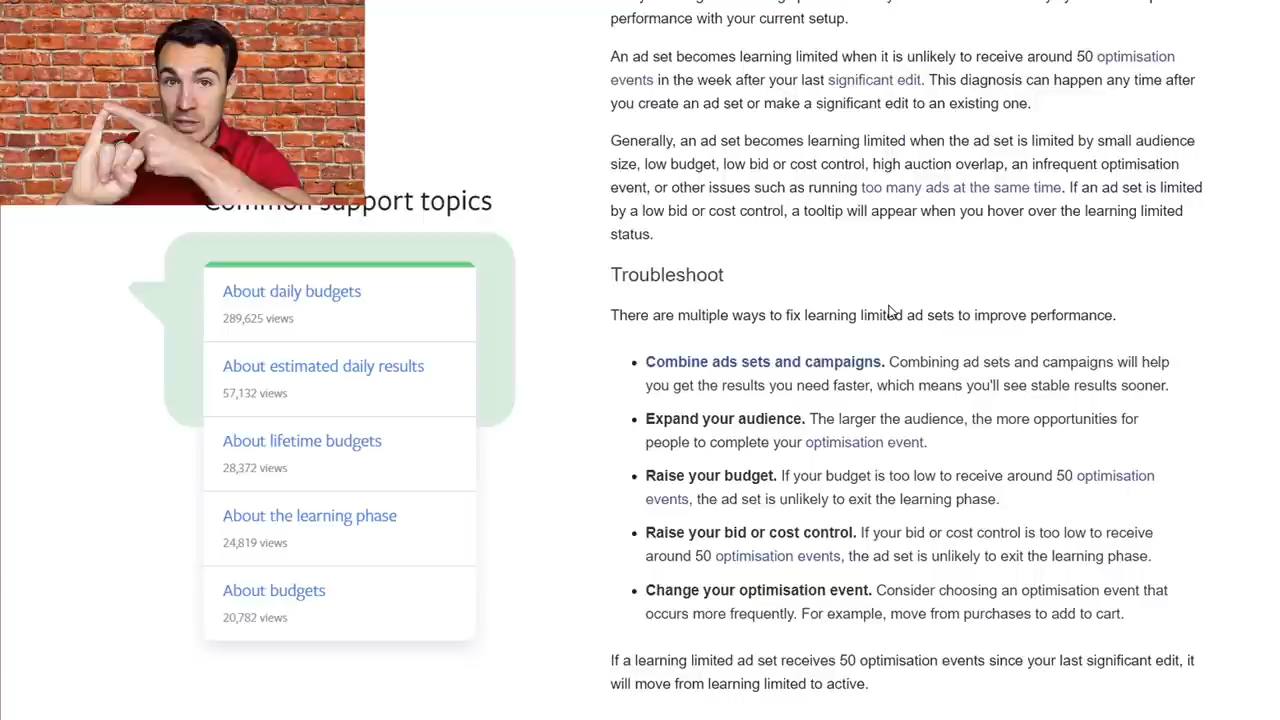 performance with your current setup.
An ad set becomes learning limited when it is unlikely to receive around 50 optimisation
events in the week after your last significant edit. This diagnosis can happen any time after
you create an ad set or make a significant edit to an existing one.
Generally, an ad set becomes learning limited when the ad set is limited by small audience
size, low budget, low bid or cost control, high auction overlap, an infrequent optimisation
event, or other issues such as running too many ads at the same time. If an ad set is limited
by a low bid or cost control, a tooltip will appear when you hover over the learning limited
status.
Troubleshoot
There are multiple ways to fix learning limited ad sets to improve performance.
• Combine ads sets and campaigns. Combining ad sets and campaigns will help
you get the results you need faster, which means you'll see stable results sooner.
• Expand your audience. The larger the audience, the more opportunities for
people to complete your optimisation event.
• Raise your budget. If your budget is too low to receive around 50 optimisation
events, the ad set is unlikely to exit the learning phase.
• Raise your bid or cost control. If your bid or cost control is too low to receive
around 50 optimisation events, the ad set is unlikely to exit the learning phase.
• Change your optimisation event. Consider choosing an optimisation event that
occurs more frequently. For example, move from purchases to add to cart.
If a learning limited ad set receives 50 optimisation events since your last significant edit, it
will move from learning limited to active.
Common support topics
About daily budgets
289,625 views
About estimated daily results
57,132 views
About lifetime budgets
28,372 views
About the learning phase
24,819 views
About budgets
20,782 views